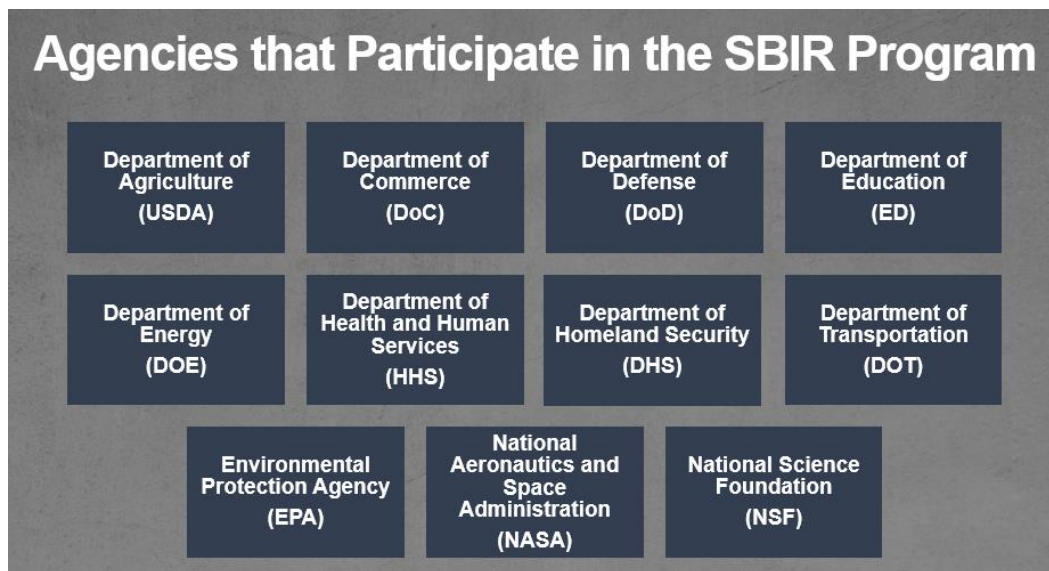 Agencies that Participate in the SBIR Program
Department of
Agriculture
(USDA)
Department of
Commerce
(DoC)
Department of
Defense
(DoD)
Department of
Education
(ED)
Department of
Energy
(DOE)
Department of
Health and Human
Services
(HHS)
Department of
Homeland Security
(DHS)
Department of
Transportation
(DOT)
Environmental
Protection Agency
(EPA)
National
Aeronautics and
Space
Administration
(NASA)
National Science
Foundation
(NSF)